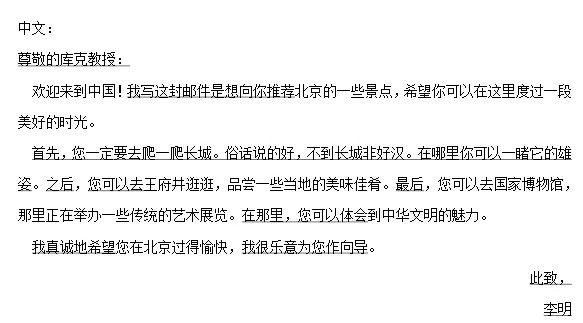 中文：
尊敬的库克教授：
欢迎来到中国！我写这封邮件是想向你推荐北京的一些景点，希望你可以在这里度过一段
美好的时光。
首先，您一定要去爬一爬长城。俗话说的好，不到长城非好汉。在哪里你可以一睹它的雄
姿。之后，您可以去王府井逛逛，品尝一些当地的美味佳肴。最后，您可以去国家博物馆，
那里正在举办一些传统的艺术展览。在那里，您可以体会到中华文明的魅力。
我真诚地希望您在北京过得愉快，我很乐意为您作向导。
此致，
李明